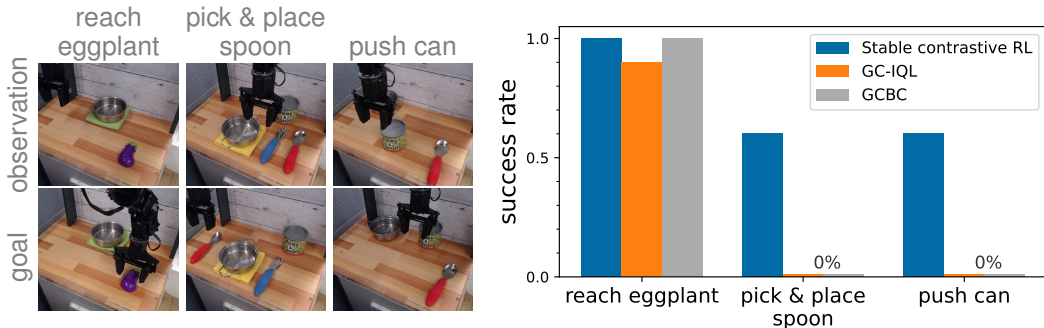 reach
eggplant
pick & place
spoon
push can
observation
goal
success rate
1.0
0.5
0.0
Stable contrastive RL
GC-IQL
GCBC
0%
0%
reach eggplant
pick & place
spoon
push can